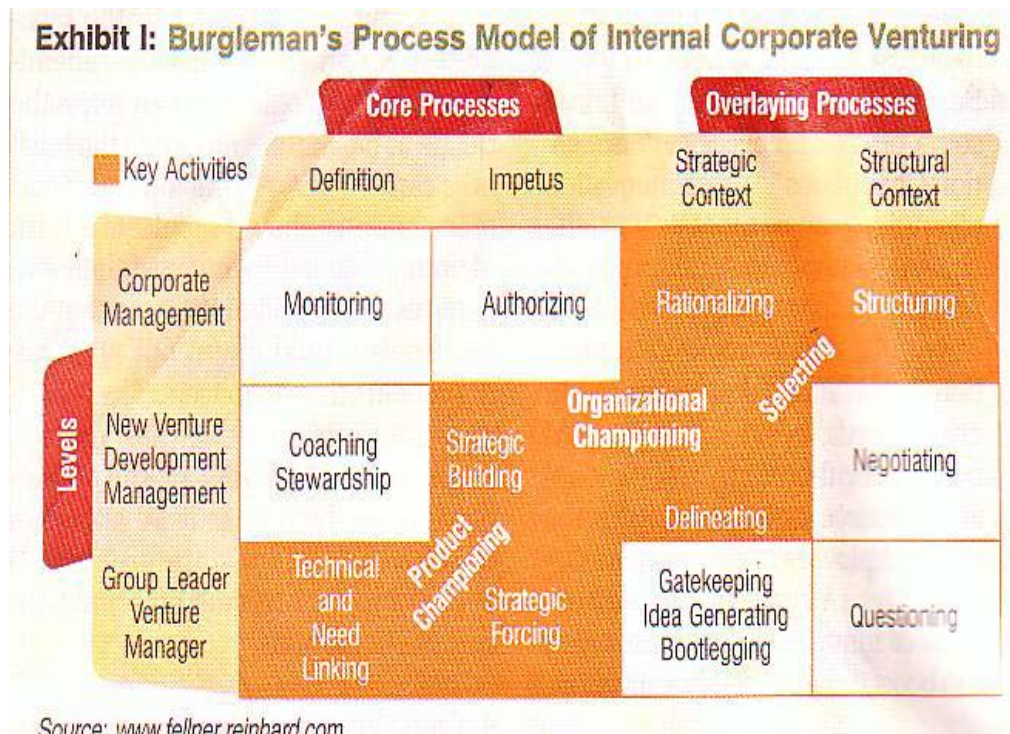 Exhibit I: Burgleman's Process Model of Internal Corporate Venturing
Core Processes
Overlaying Processes
Key Activities
Definition
Impetus
Strategic
Context
Structural
Context
Levels
Corporate
Management
Monitoring
Authorizing
Rationalizing
Structuring
Selecting
Organizational
Championing
New Venture
Development
Management
Coaching
Stewardship
Strategic
Building
Delineating
Negotiating
Product
Championing
Group Leader
Venture
Manager
Technical
and
Need
Linking
Strategic
Forcing
Gatekeeping
Idea Generating
Bootlegging
Questioning
Source: www.fellner.reinhard.com